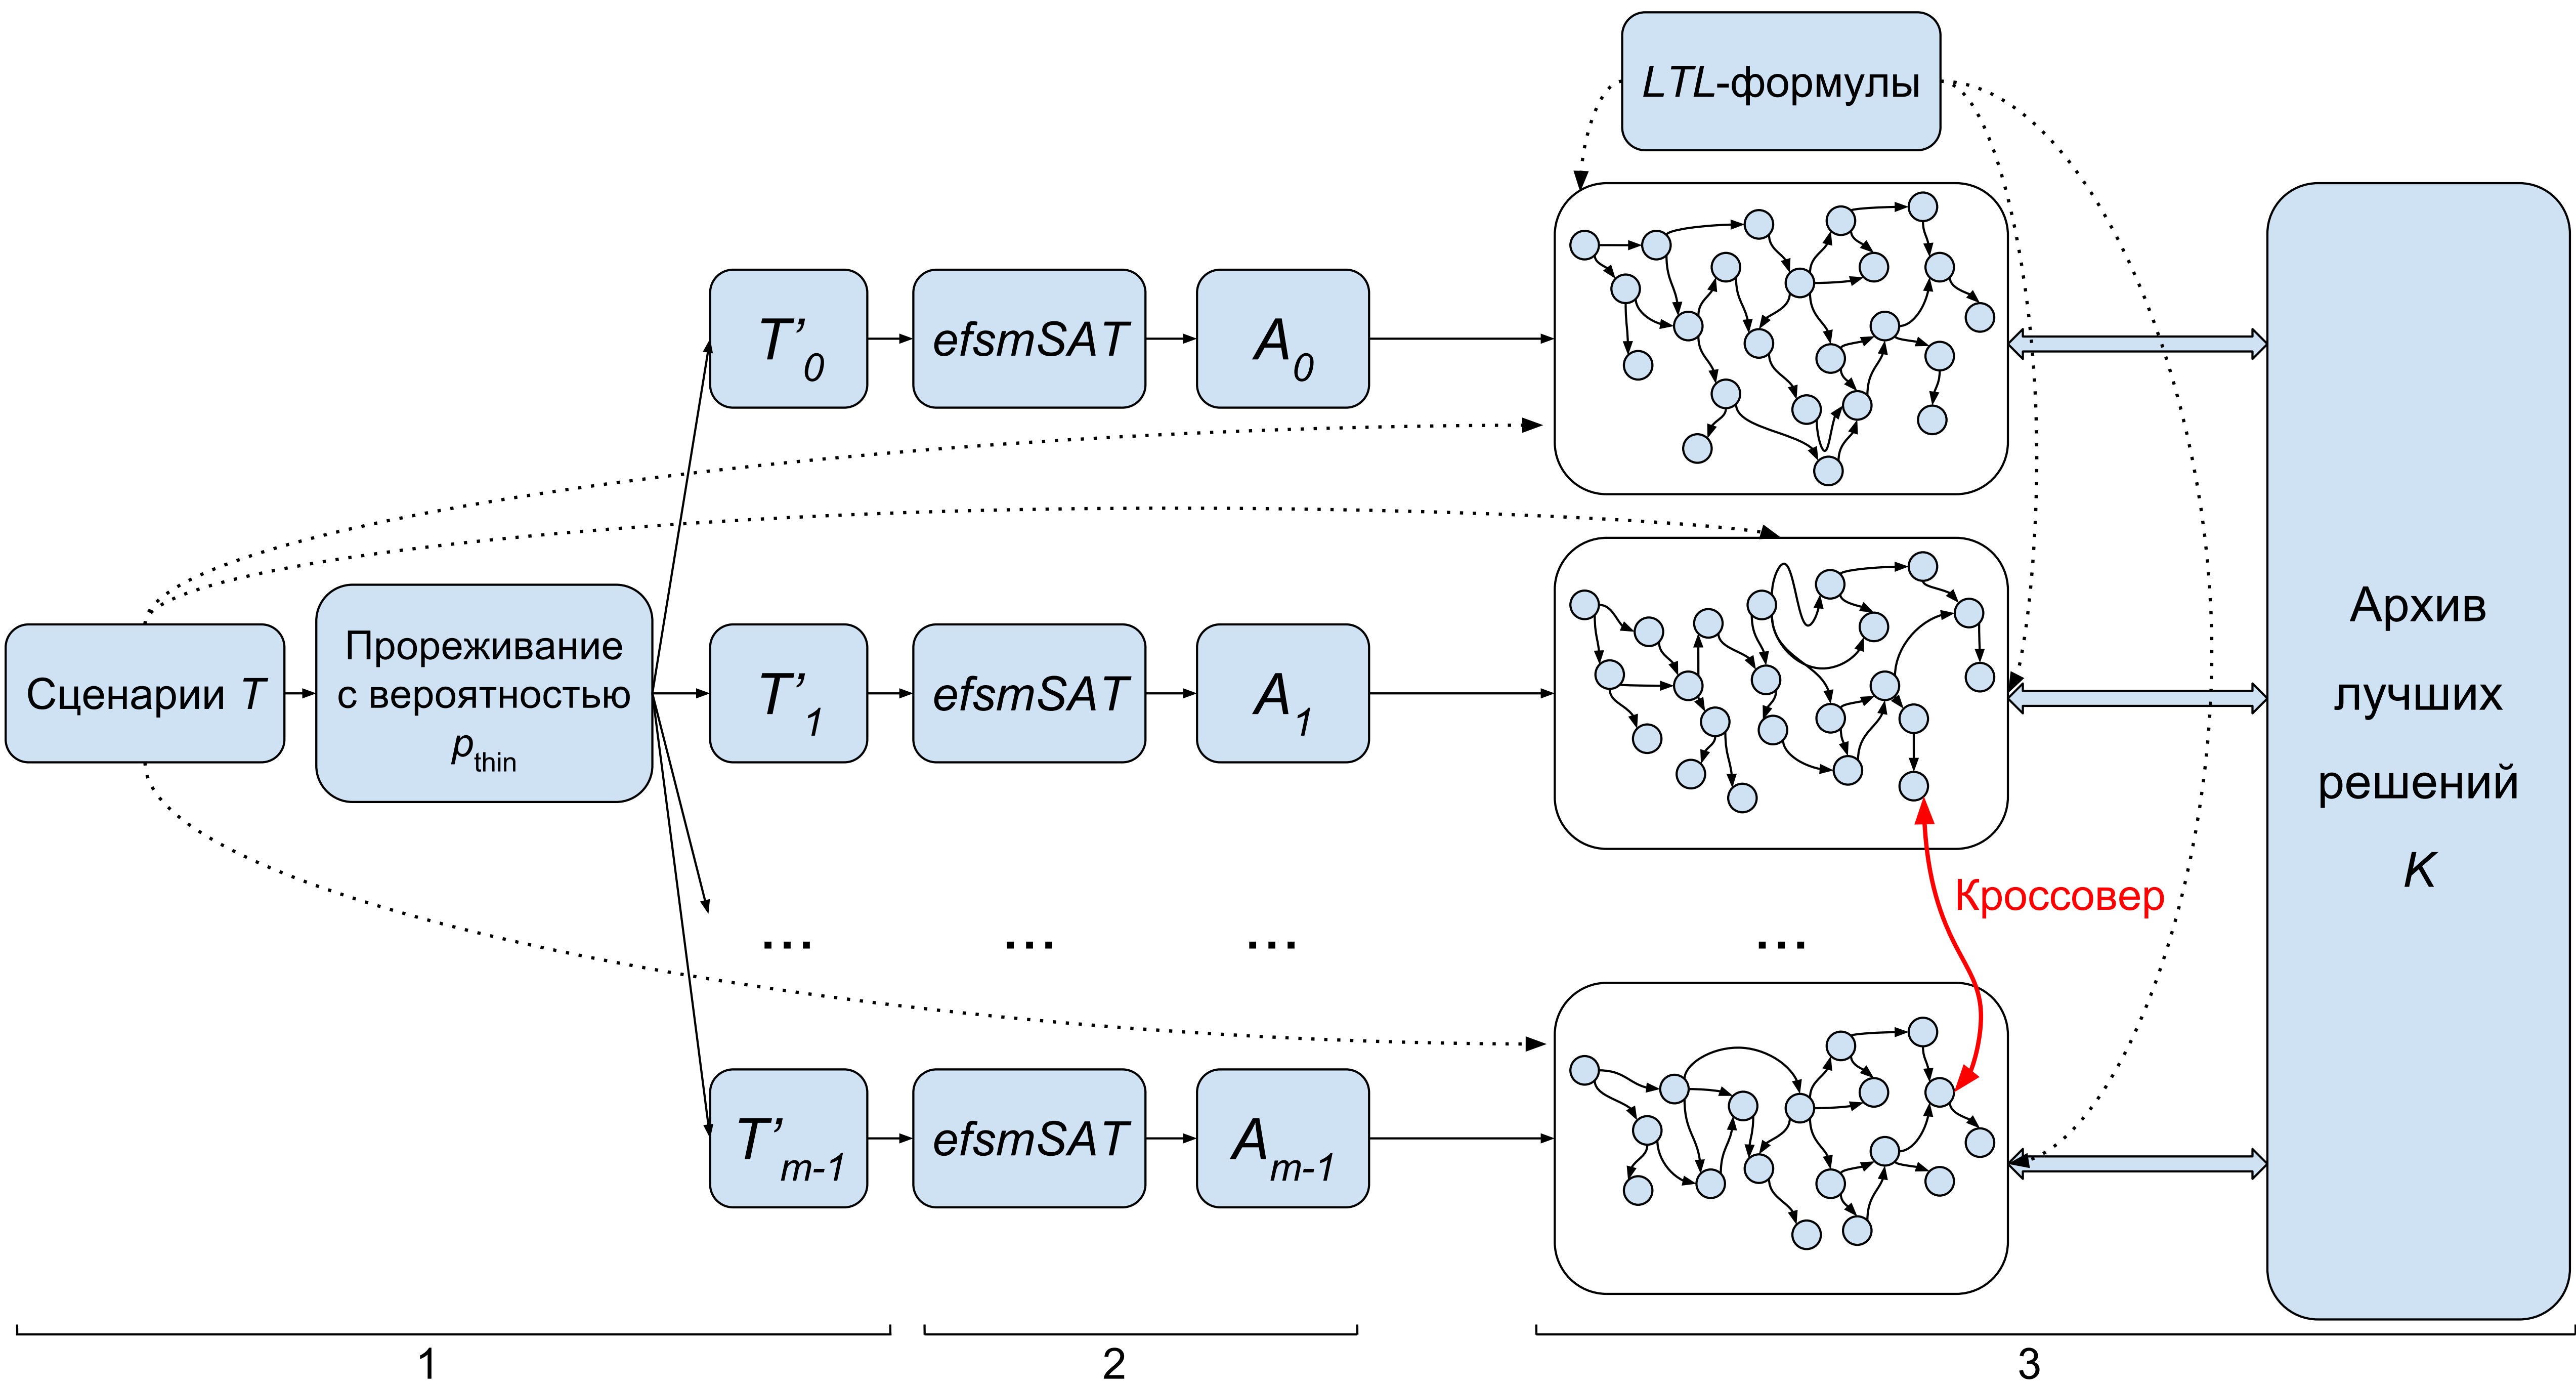 LTL-формулы
T’0
efsmSAT
A0
Сценарии T
Прореживание
с вероятностью
pthin
T’1
efsmSAT
A1
Архив
лучших
решений
K
Кроссовер
... ... ... ...
T’m-1
efsmSAT
Am-1
1
2
3